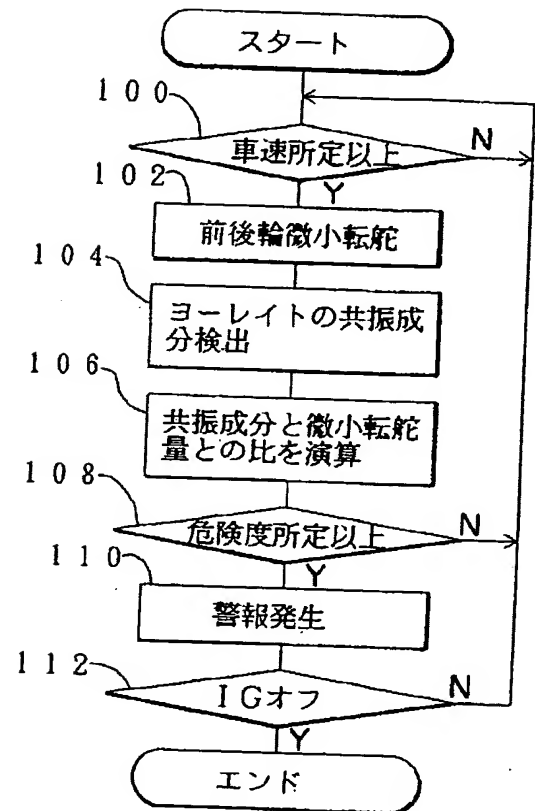 スタート
100
車速所定以上
N
Y
102
前後輪微小転舵
104
ヨーレイトの共振成
分検出
106
共振成分と微小転舵
量との比を演算
108
危険度所定以上
N
Y
110
警報発生
112
IGオフ
N
Y
エンド